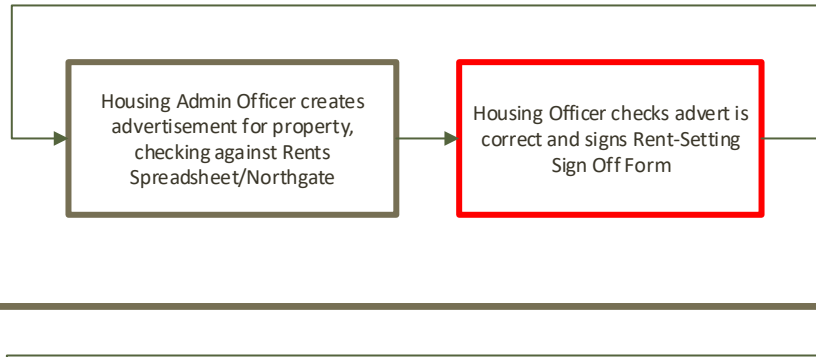 Housing Admin Officer creates
advertisement for property,
checking against Rents
Spreadsheet/Northgate
Housing Officer checks advert is
correct and signs Rent-Setting
Sign Off Form